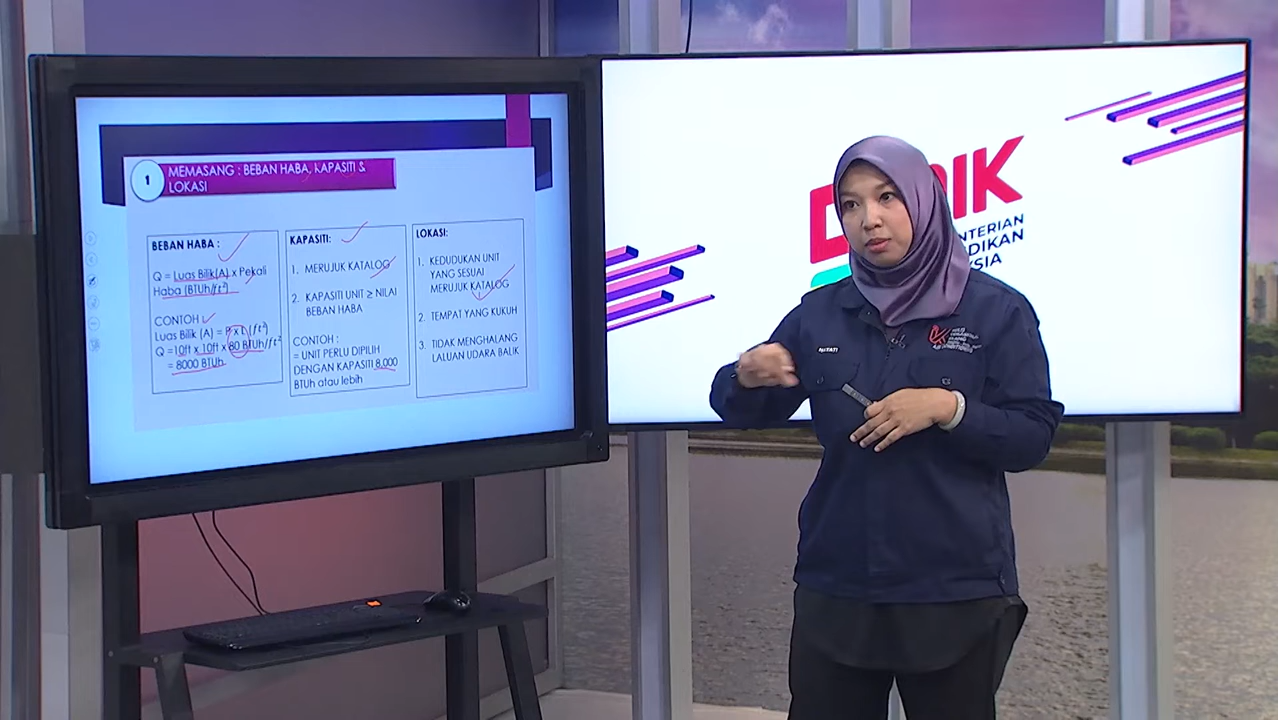 1
MEMASANG : BEBAN HABA, KAPASITI &
LOKASI
BEBAN HABA :
Q = Luas Bilik(A) x Pekali
Haba (BTUh/ft²)
CONTOH
Luas Bilik (A) = P x L (ft²)
Q =10ft x 10ft x 80 BTUh/ft²
= 8000 BTUh
KAPASITI:
1. MERUJUK KATALOG
2. KAPASITI UNIT ≥ NILAI
BEBAN HABA
CONTOH :
= UNIT PERLU DIPILIH
DENGAN KAPASITI 8,000
BTUh atau lebih
LOKASI:
1. KEDUDUKAN UNIT
YANG SESUAI
MERUJUK KATALOG
2. TEMPAT YANG KUKUH
3. TIDAK MENGHALANG
LALUAN UDARA BALIK